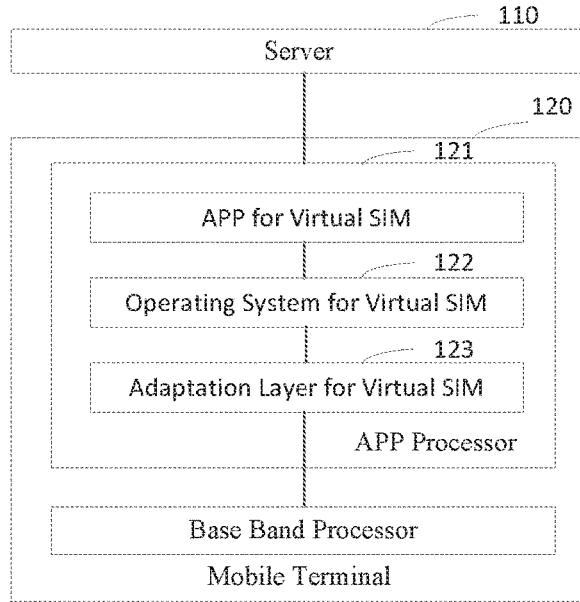 110
Server
120
121
APP for Virtual SIM
122
Operating System for Virtual SIM
123
Adaptation Layer for Virtual SIM
APP Processor
Base Band Processor
Mobile Terminal